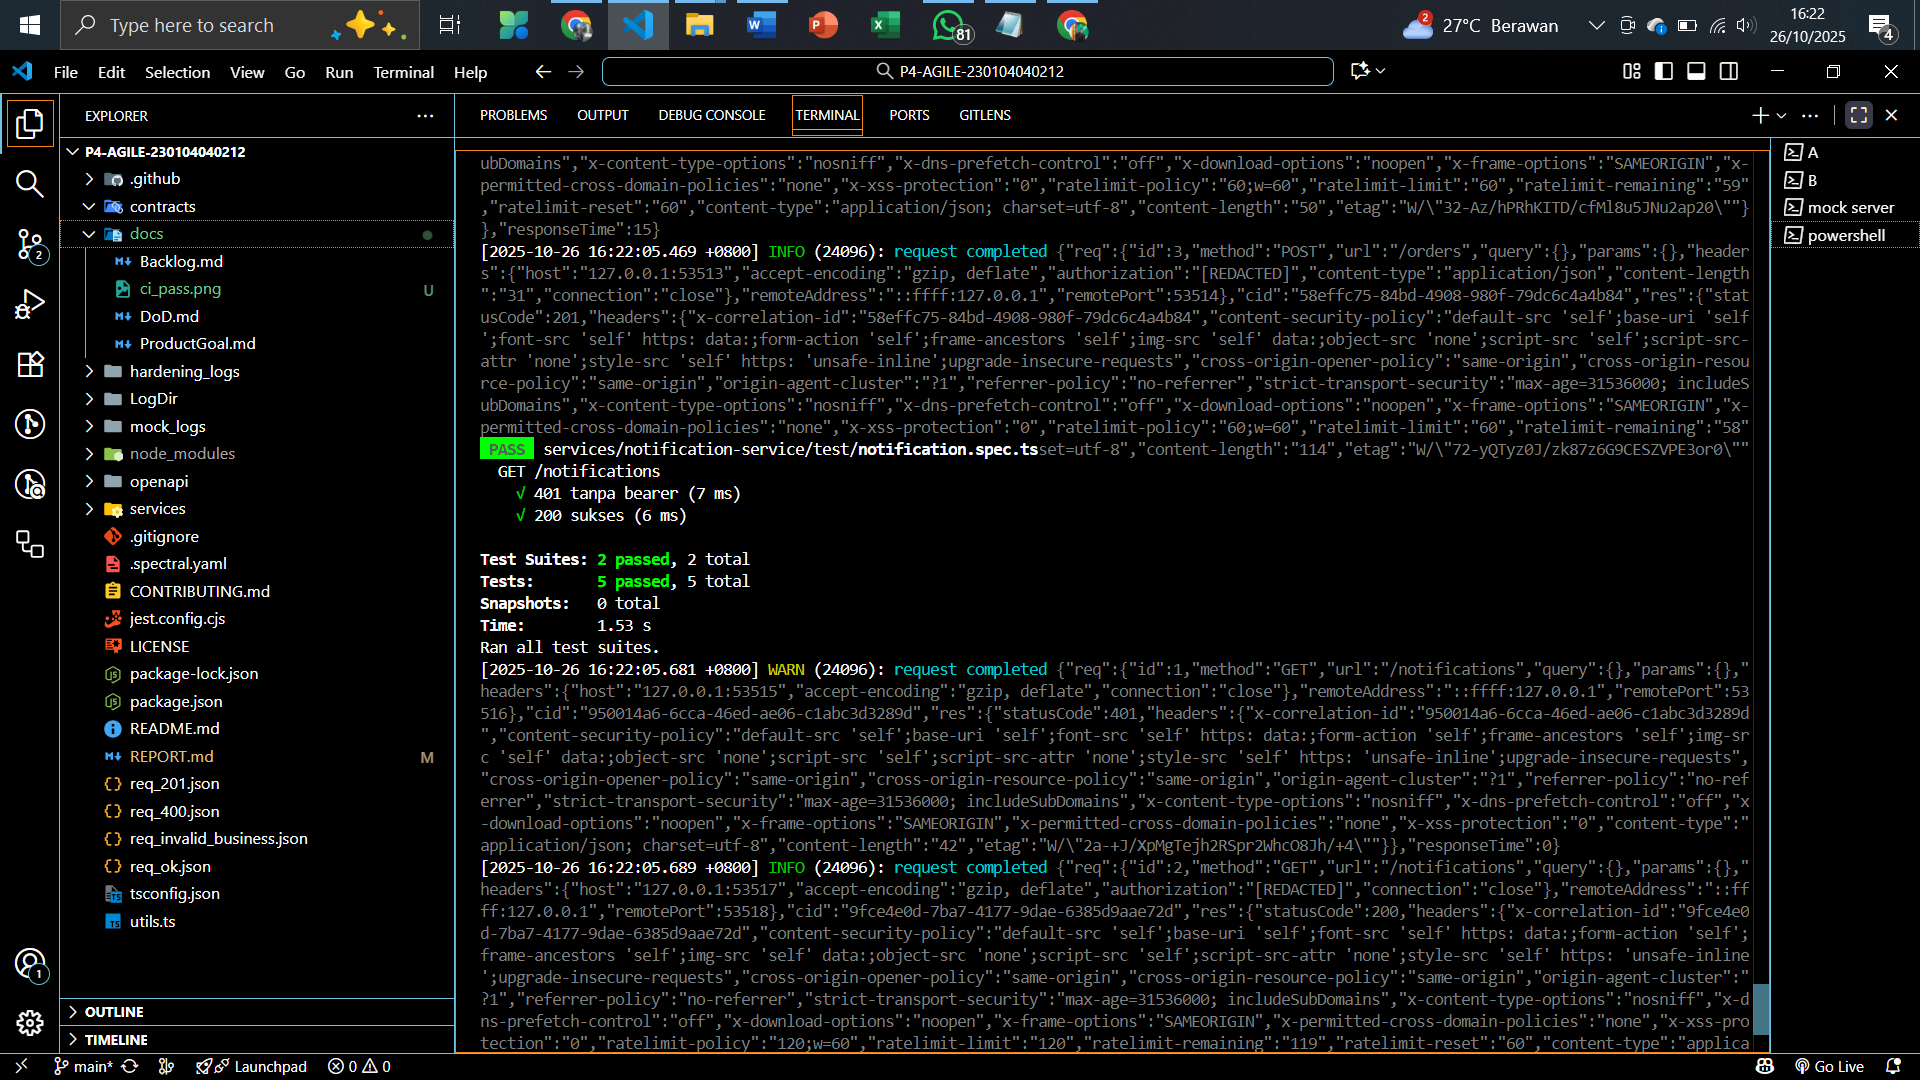 Type here to search
81
2
27°C Berawan
16:22
26/10/2025
4
File Edit Selection View Go Run Terminal Help
P4-AGILE-230104040212
EXPLORER
PROBLEMS OUTPUT DEBUG CONSOLE TERMINAL PORTS GITLENS
P4-AGILE-230104040212
.github
contracts
docs
Backlog.md
ci_pass.png U
DoD.md
ProductGoal.md
hardening_logs
LogDir
mock_logs
node_modules
openapi
services
.gitignore
.spectral.yaml
CONTRIBUTING.md
jest.config.cjs
LICENSE
package-lock.json
package.json
README.md
REPORT.md M
req_201.json
req_400.json
req_invalid_business.json
req_ok.json
tsconfig.json
utils.ts
OUTLINE
TIMELINE
2
1
ubDomains","x-content-type-options":"nosniff","x-dns-prefetch-control":"off","x-download-options":"noopen","x-frame-options":"SAMEORIGIN","x-
permitted-cross-domain-policies":"none","x-xss-protection":"0","ratelimit-policy":"60;w=60","ratelimit-limit":"60","ratelimit-remaining":"59"
,"ratelimit-reset":"60","content-type":"application/json; charset=utf-8","content-length":"50","etag":"W/\"32-Az/hPRhKITD/cfMl8u5JNu2ap20\""}
},"responseTime":15}
[2025-10-26 16:22:05.469 +0800] INFO (24096): request completed {"req":{"id":3,"method":"POST","url":"/orders","query":{},"params":{},"header
s":{"host":"127.0.0.1:53513","accept-encoding":"gzip, deflate","authorization":"[REDACTED]","content-type":"application/json","content-length
":"31","connection":"close"},"remoteAddress":"::ffff:127.0.0.1","remotePort":53514},"cid":"58effc75-84bd-4908-980f-79dc6c4a4b84","res":{"stat
usCode":201,"headers":{"x-correlation-id":"58effc75-84bd-4908-980f-79dc6c4a4b84","content-security-policy":"default-src 'self';base-uri 'self
';font-src 'self' https: data:;form-action 'self';frame-ancestors 'self';img-src 'self' data:;object-src 'none';script-src 'self';script-src-
attr 'none';style-src 'self' https: 'unsafe-inline';upgrade-insecure-requests","cross-origin-opener-policy":"same-origin","cross-origin-resou
rce-policy":"same-origin","origin-agent-cluster":"?1","referrer-policy":"no-referrer","strict-transport-security":"max-age=31536000; includeS
ubDomains","x-content-type-options":"nosniff","x-dns-prefetch-control":"off","x-download-options":"noopen","x-frame-options":"SAMEORIGIN","x-
permitted-cross-domain-policies":"none","x-xss-protection":"0","ratelimit-policy":"60;w=60","ratelimit-limit":"60","ratelimit-remaining":"58"
PASS services/notification-service/test/notification.spec.tsset=utf-8","content-length":"114","etag":"W/\"72-yQTyz0J/zk87z6G9CESZVPE3or0\""
GET /notifications
√ 401 tanpa bearer (7 ms)
√ 200 sukses (6 ms)
Test Suites: 2 passed, 2 total
Tests: 5 passed, 5 total
Snapshots: 0 total
Time: 1.53 s
Ran all test suites.
[2025-10-26 16:22:05.681 +0800] WARN (24096): request completed {"req":{"id":1,"method":"GET","url":"/notifications","query":{},"params":{},"
headers":{"host":"127.0.0.1:53515","accept-encoding":"gzip, deflate","connection":"close"},"remoteAddress":"::ffff:127.0.0.1","remotePort":53
516},"cid":"950014a6-6cca-46ed-ae06-c1abc3d3289d","res":{"statusCode":401,"headers":{"x-correlation-id":"950014a6-6cca-46ed-ae06-c1abc3d3289d
","content-security-policy":"default-src 'self';base-uri 'self';font-src 'self' https: data:;form-action 'self';frame-ancestors 'self';img-sr
c 'self' data:;object-src 'none';script-src 'self';script-src-attr 'none';style-src 'self' https: 'unsafe-inline';upgrade-insecure-requests",
"cross-origin-opener-policy":"same-origin","cross-origin-resource-policy":"same-origin","origin-agent-cluster":"?1","referrer-policy":"no-ref
errer","strict-transport-security":"max-age=31536000; includeSubDomains","x-content-type-options":"nosniff","x-dns-prefetch-control":"off","x
-download-options":"noopen","x-frame-options":"SAMEORIGIN","x-permitted-cross-domain-policies":"none","x-xss-protection":"0","content-type":"
application/json; charset=utf-8","content-length":"42","etag":"W/\"2a-+J/XpMgTejh2RSpr2WhcO8Jh/+4\""}},"responseTime":0}
[2025-10-26 16:22:05.689 +0800] INFO (24096): request completed {"req":{"id":2,"method":"GET","url":"/notifications","query":{},"params":{},"
headers":{"host":"127.0.0.1:53517","accept-encoding":"gzip, deflate","authorization":"[REDACTED]","connection":"close"},"remoteAddress":"::ff
ff:127.0.0.1","remotePort":53518},"cid":"9fce4e0d-7ba7-4177-9dae-6385d9aae72d","res":{"statusCode":200,"headers":{"x-correlation-id":"9fce4e0
d-7ba7-4177-9dae-6385d9aae72d","content-security-policy":"default-src 'self';base-uri 'self';font-src 'self' https: data:;form-action 'self';
frame-ancestors 'self';img-src 'self' data:;object-src 'none';script-src 'self';script-src-attr 'none';style-src 'self' https: 'unsafe-inline
';upgrade-insecure-requests","cross-origin-opener-policy":"same-origin","cross-origin-resource-policy":"same-origin","origin-agent-cluster":"
?1","referrer-policy":"no-referrer","strict-transport-security":"max-age=31536000; includeSubDomains","x-content-type-options":"nosniff","x-d
ns-prefetch-control":"off","x-download-options":"noopen","x-frame-options":"SAMEORIGIN","x-permitted-cross-domain-policies":"none","x-xss-pro
tection":"0","ratelimit-policy":"120;w=60","ratelimit-limit":"120","ratelimit-remaining":"119","ratelimit-reset":"60","content-type":"applica
A
B
mock server
powershell
main* Launchpad 0 0 Go Live